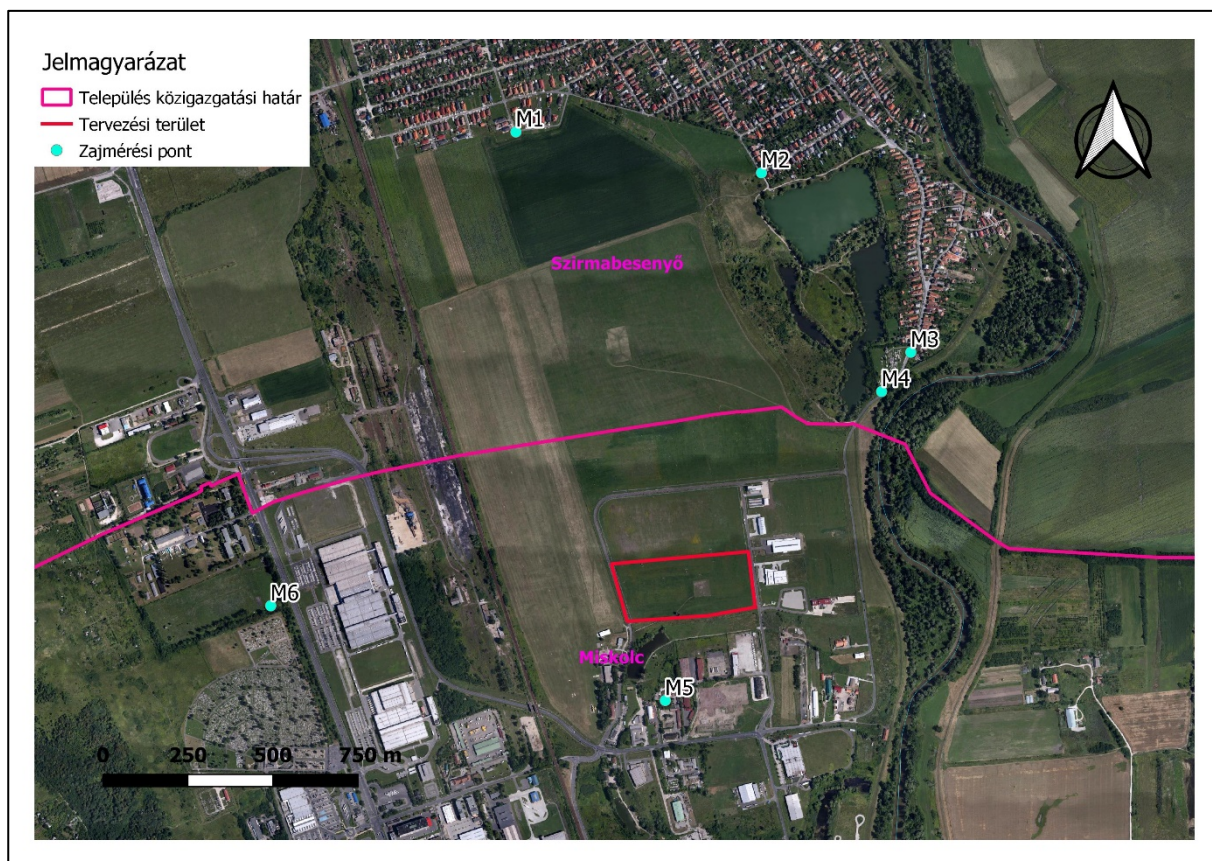 Jelmagyarázat
Település közigazgatási határ
Tervezési terület
Zajmérési pont
M1
M2
Szirmabesenyő
M3
M4
M6
Miskolc
M5
0 250 500 750 m